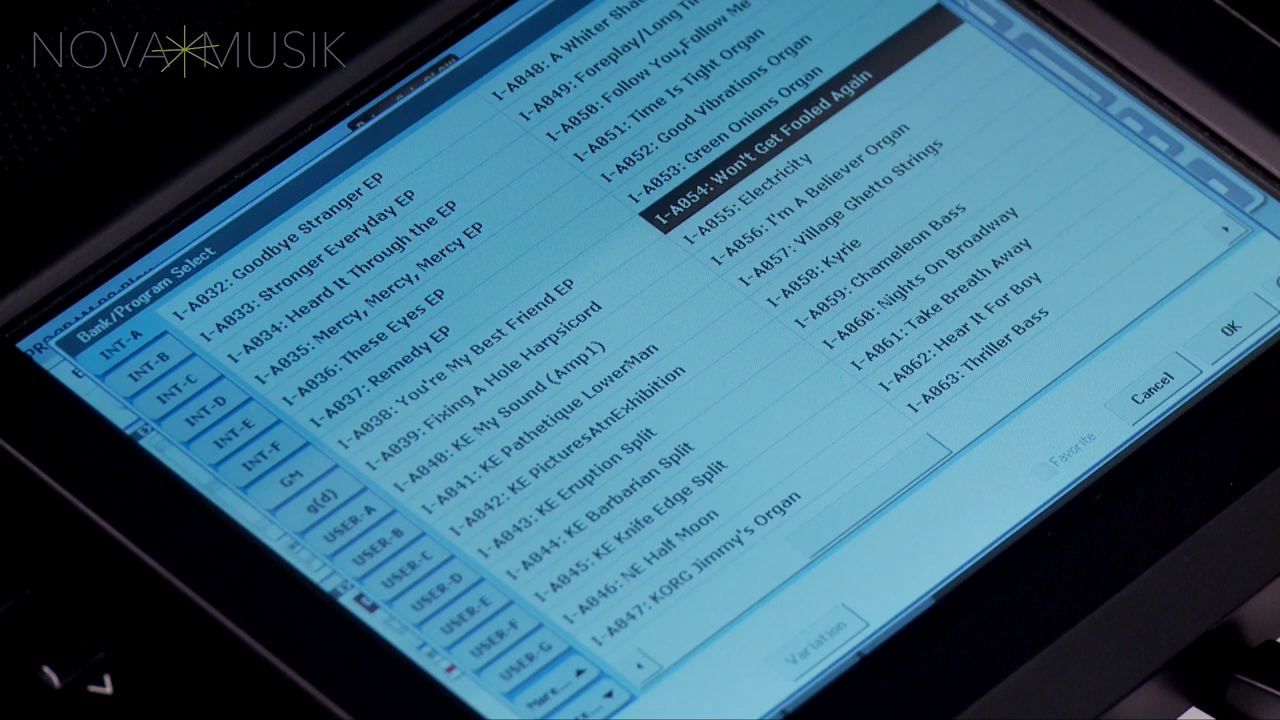 NOVA MUSIK
Bank/Program Select
INT-A
INT-B
INT-C
INT-D
INT-E
INT-F
GM
g(d)
USER-A
USER-B
USER-C
USER-D
USER-E
USER-F
USER-G
More...
I-A032: Goodbye Stranger EP
I-A033: Stronger Everyday EP
I-A034: Heard It Through the EP
I-A035: Mercy, Mercy, Mercy EP
I-A036: These Eyes EP
I-A037: Remedy EP
I-A038: You're My Best Friend EP
I-A039: Fixing A Hole Harpsicord
I-A040: KE My Sound (Amp1)
I-A041: KE Pathetique LowerMan
I-A042: KE PicturesAtnExhibition
I-A043: KE Eruption Split
I-A044: KE Barbarian Split
I-A045: KE Knife Edge Split
I-A046: NE Half Moon
I-A047: KORG Jimmy's Organ
I-A048: A Whiter
I-A049: Foreplay/Long
I-A050: Follow You,Follow Me
I-A051: Time Is Tight Organ
I-A052: Good Vibrations Organ
I-A053: Green Onions Organ
I-A054: Won't Get Fooled Again
I-A055: Electricity
I-A056: I'm A Believer Organ
I-A057: Village Ghetto Strings
I-A058: Kyrie
I-A059: Chameleon Bass
I-A060: Nights On Broadway
I-A061: Take Breath Away
I-A062: Hear It For Boy
I-A063: Thriller Bass
Variation
Favorite
Cancel
OK